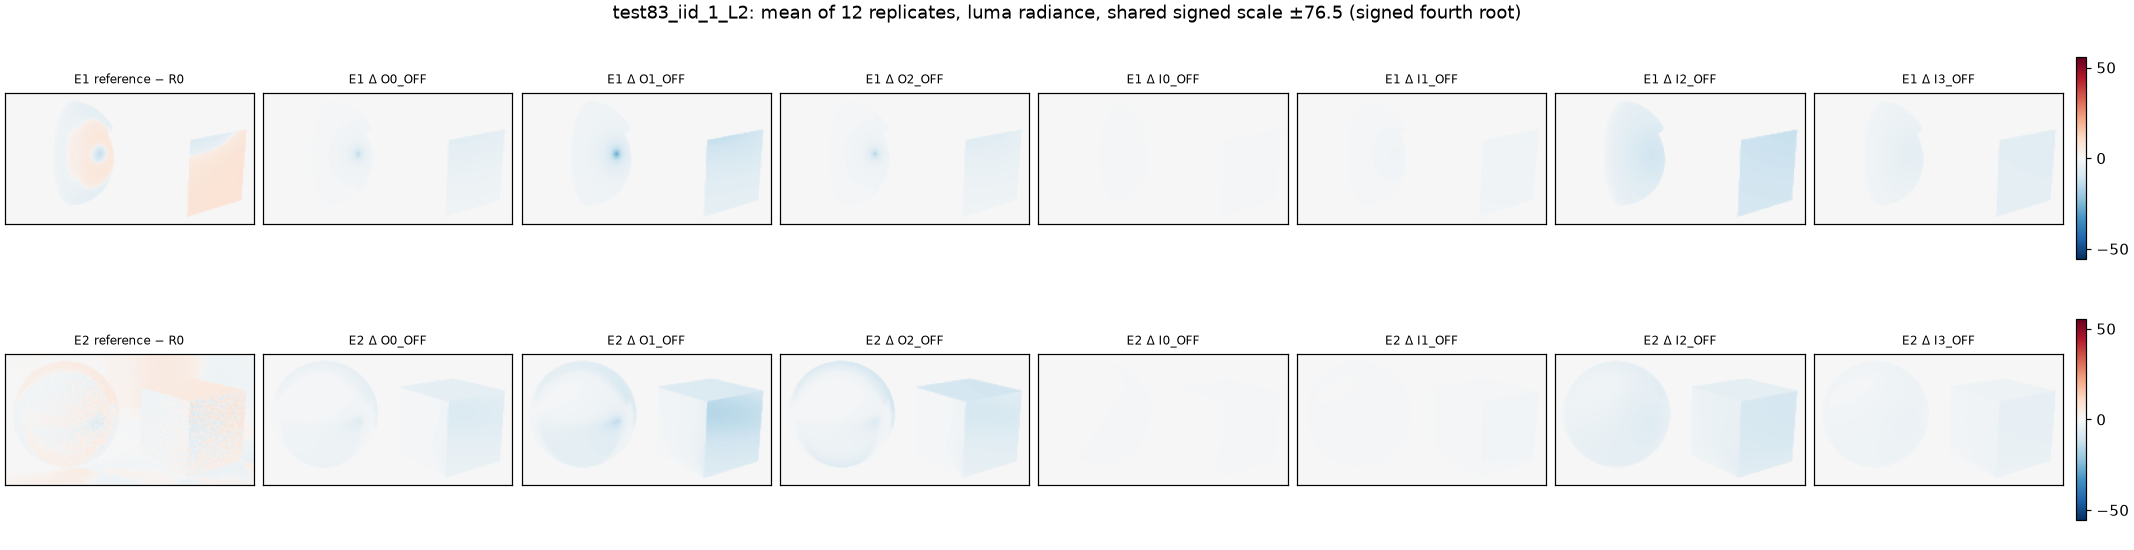 test83_iid_1_L2: mean of 12 replicates, luma radiance, shared signed scale ±76.5 (signed fourth root)
E1 reference − R0
E1 Δ O0_OFF
E1 Δ O1_OFF
E1 Δ O2_OFF
E1 Δ I0_OFF
E1 Δ I1_OFF
E1 Δ I2_OFF
E1 Δ I3_OFF
50
0
−50
E2 reference − R0
E2 Δ O0_OFF
E2 Δ O1_OFF
E2 Δ O2_OFF
E2 Δ I0_OFF
E2 Δ I1_OFF
E2 Δ I2_OFF
E2 Δ I3_OFF
50
0
−50